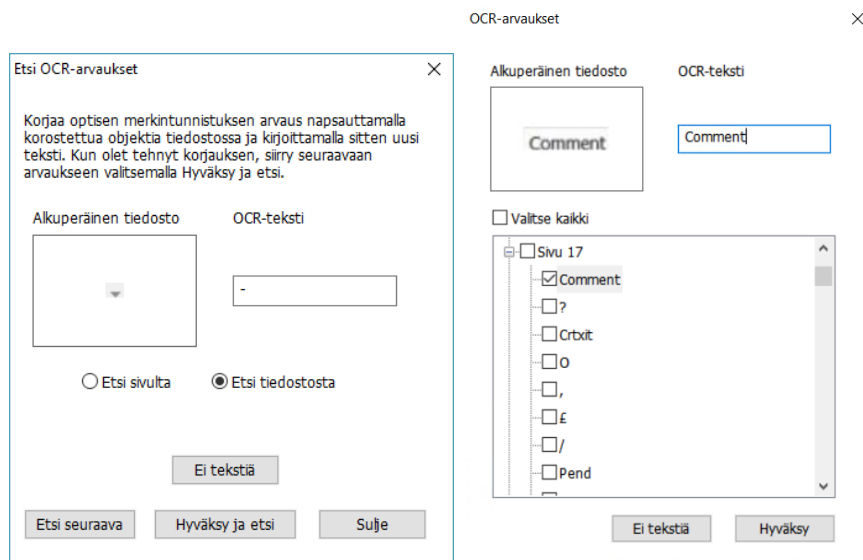 Etsi OCR-arvaukset
Korjaa optisen merkintunnistuksen arvaus napsauttamalla
korostettua objektia tiedostossa ja kirjoittamalla sitten uusi
teksti. Kun olet tehnyt korjauksen, siirry seuraavaan
arvaukseen valitsemalla Hyväksy ja etsi.
Alkuperäinen tiedosto
OCR-teksti
-
Etsi sivulta
Etsi tiedostosta
Ei tekstiä
Etsi seuraava
Hyväksy ja etsi
Sulje
OCR-arvaukset
Alkuperäinen tiedosto
OCR-teksti
Comment
Comment
Valitse kaikki
Sivu 17
Comment
?
Crtxit
O
,
£
/
Pend
Ei tekstiä
Hyväksy